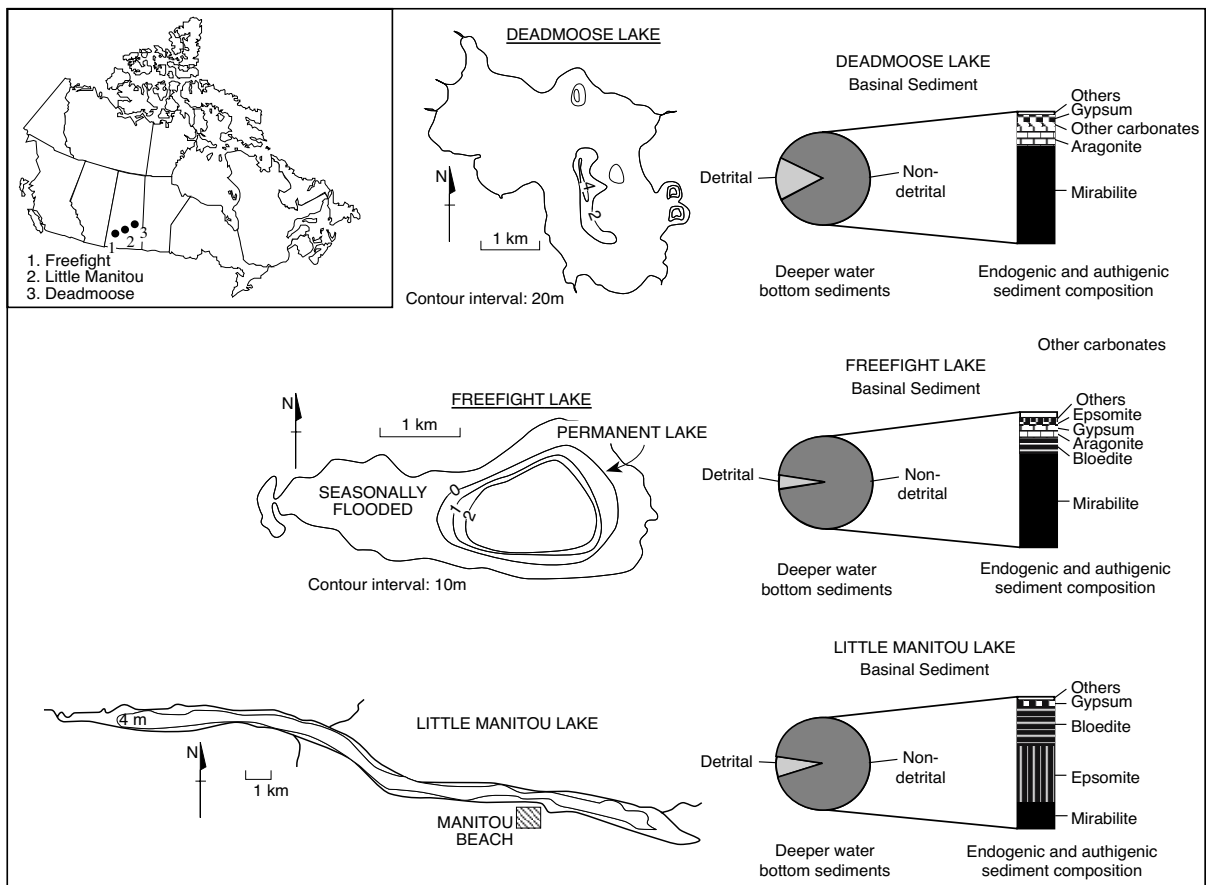 1
2
3
1. Freefight
2. Little Manitou
3. Deadmoose
DEADMOOSE LAKE
N
1 km
4
2
Contour interval: 20m
DEADMOOSE LAKE
Basinal Sediment
Detrital
Non-
detrital
Others
Gypsum
Other carbonates
Aragonite
Mirabilite
Deeper water
bottom sediments
Endogenic and authigenic
sediment composition
Other carbonates
FREEFIGHT LAKE
N
1 km
PERMANENT LAKE
SEASONALLY
FLOODED
0
1
2
Contour interval: 10m
FREEFIGHT LAKE
Basinal Sediment
Detrital
Non-
detrital
Others
Epsomite
Gypsum
Aragonite
Bloedite
Mirabilite
Deeper water
bottom sediments
Endogenic and authigenic
sediment composition
4 m
LITTLE MANITOU LAKE
N
1 km
MANITOU
BEACH
LITTLE MANITOU LAKE
Basinal Sediment
Detrital
Non-
detrital
Others
Gypsum
Bloedite
Epsomite
Mirabilite
Deeper water
bottom sediments
Endogenic and authigenic
sediment composition